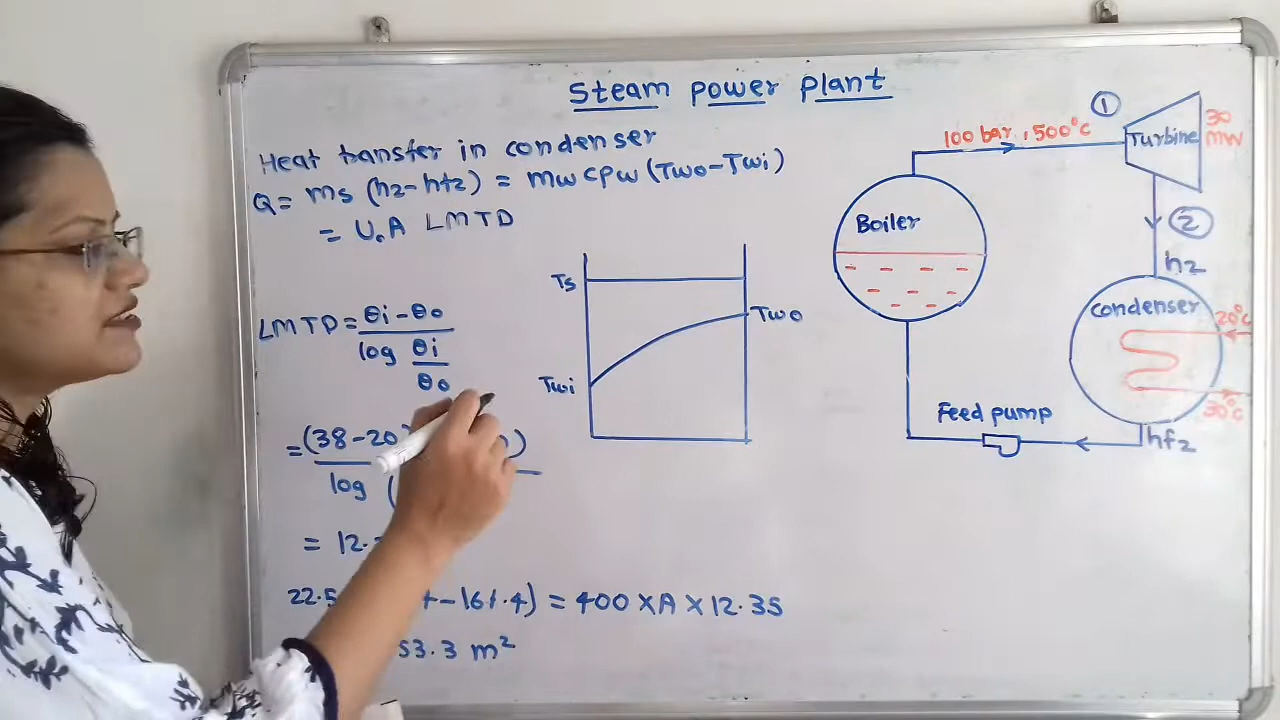 Steam power plant
Heat transfer in condenser
Q = ms (h2-hf2) = mw cpw (Two-Twi)
= U.A LMTD
LMTD = θi-θo
log θi
θo
= (38-20 )
log (
= 12.
22.5 -161.4) = 400 X A X 12.35
53.3 m²
Ts
Two
Twi
1
100 bar, 500°c
Turbine
30
MW
2
Boiler
h2
condenser
20°c
30°c
Feed pump
hf2